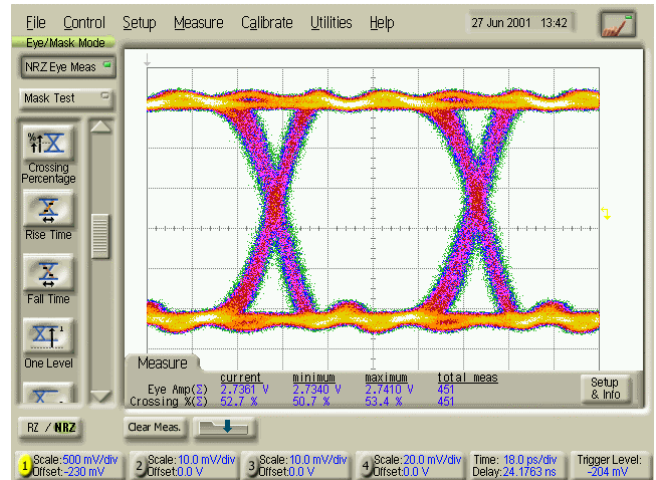 File Control Setup Measure Calibrate Utilities Help 27 Jun 2001 13:42
Eye/Mask Mode
NRZ Eye Meas
Mask Test
%
Crossing
Percentage
Rise Time
Fall Time
1
One Level
Measure
current minimum maximum total meas
Eye Amp(Σ) 2.7361 V 2.7340 V 2.7410 V 451
Crossing %(Σ) 52.7 % 50.7 % 53.4 % 451
Setup
& Info
RZ / NRZ
Clear Meas.
1 Scale:500 mV/div 2 Scale:10.0 mV/div 3 Scale:10.0 mV/div 4 Scale:20.0 mV/div Time: 18.0 ps/div Trigger Level:
Offset:-230 mV Offset:0.0 V Offset:0.0 V Offset:0.0 V Delay:24.1763 ns -204 mV